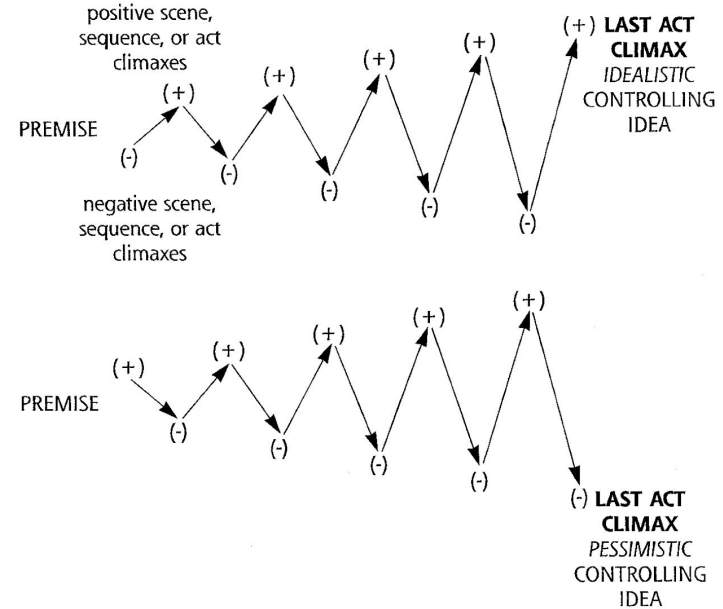 positive scene,
sequence, or act
climaxes
(+) (+) (+) (+) (+)
LAST ACT
CLIMAX
IDEALISTIC
CONTROLLING
IDEA
PREMISE
(-) (-) (-) (-) (-)
negative scene,
sequence, or act
climaxes
(+) (+) (+) (+) (+)
PREMISE
(-) (-) (-) (-) (-)
LAST ACT
CLIMAX
PESSIMISTIC
CONTROLLING
IDEA